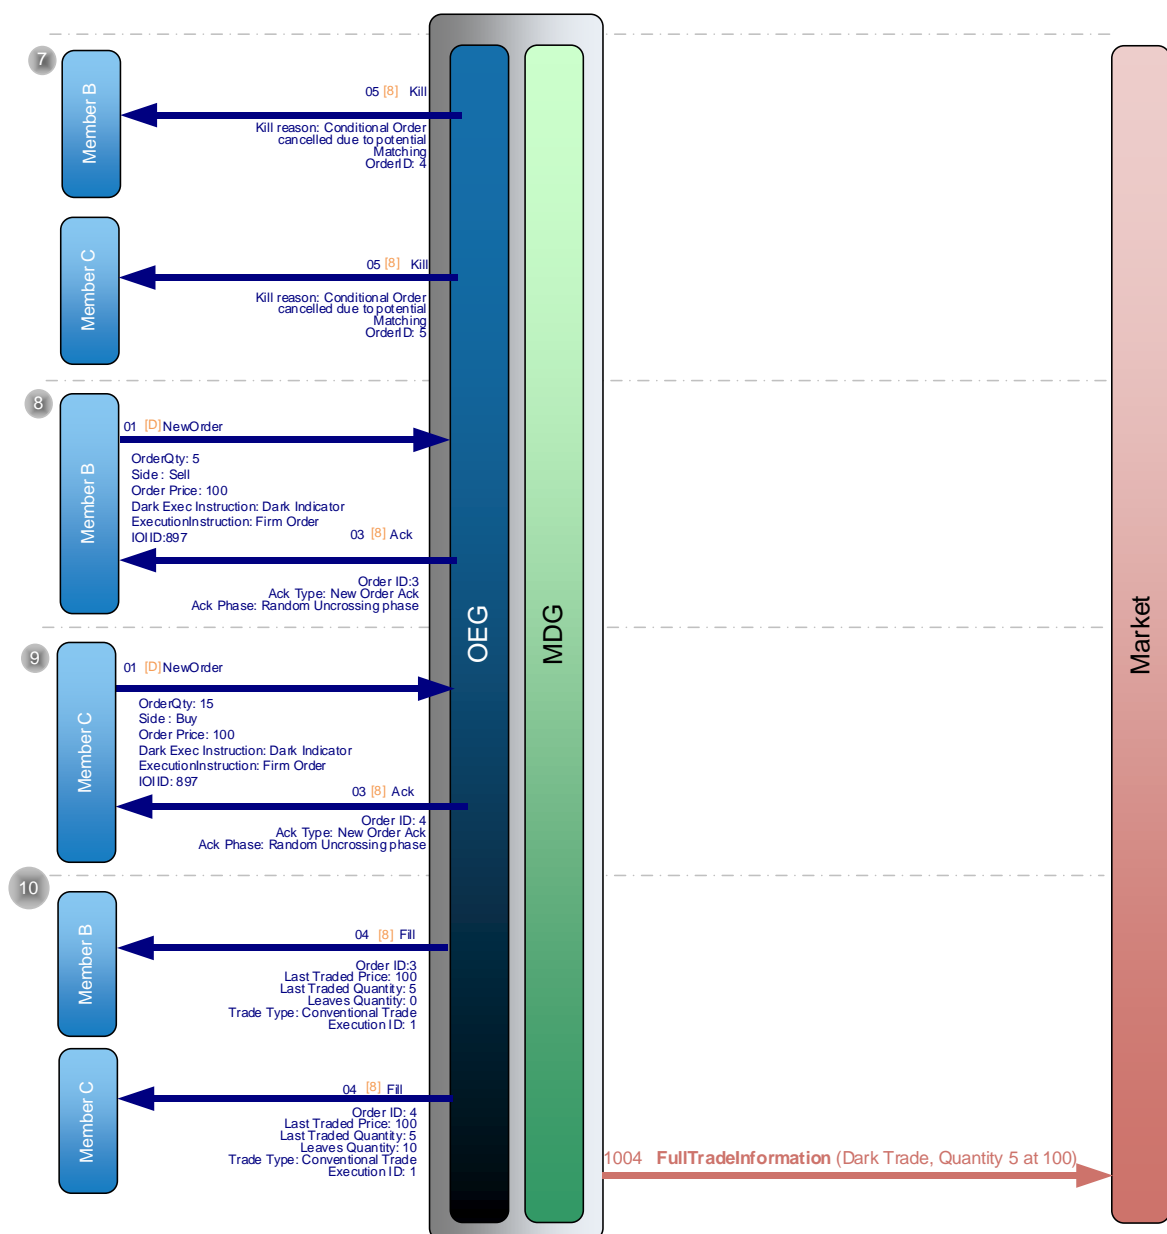 7
Member B
05 [8] Kill
Kill reason: Conditional Order
cancelled due to potential
Matching
OrderID: 4
Member C
05 [8] Kill
Kill reason: Conditional Order
cancelled due to potential
Matching
OrderID: 5
8
Member B
01 [D] NewOrder
OrderQty: 5
Side : Sell
Order Price: 100
Dark Exec Instruction: Dark Indicator
ExecutionInstruction: Firm Order
IOIID:897
03 [8] Ack
Order ID:3
Ack Type: New Order Ack
Ack Phase: Random Uncrossing phase
OEG
MDG
Market
9
Member C
01 [D] NewOrder
OrderQty: 15
Side : Buy
Order Price: 100
Dark Exec Instruction: Dark Indicator
ExecutionInstruction: Firm Order
IOIID: 897
03 [8] Ack
Order ID: 4
Ack Type: New Order Ack
Ack Phase: Random Uncrossing phase
10
Member B
04 [8] Fill
Order ID:3
Last Traded Price: 100
Last Traded Quantity: 5
Leaves Quantity: 0
Trade Type: Conventional Trade
Execution ID: 1
Member C
04 [8] Fill
Order ID: 4
Last Traded Price: 100
Last Traded Quantity: 5
Leaves Quantity: 10
Trade Type: Conventional Trade
Execution ID: 1
1004 FullTradeInformation (Dark Trade, Quantity 5 at 100)